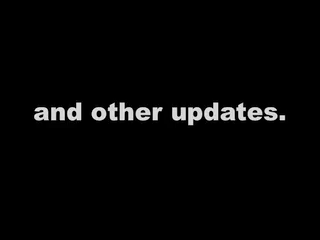 and other updates.